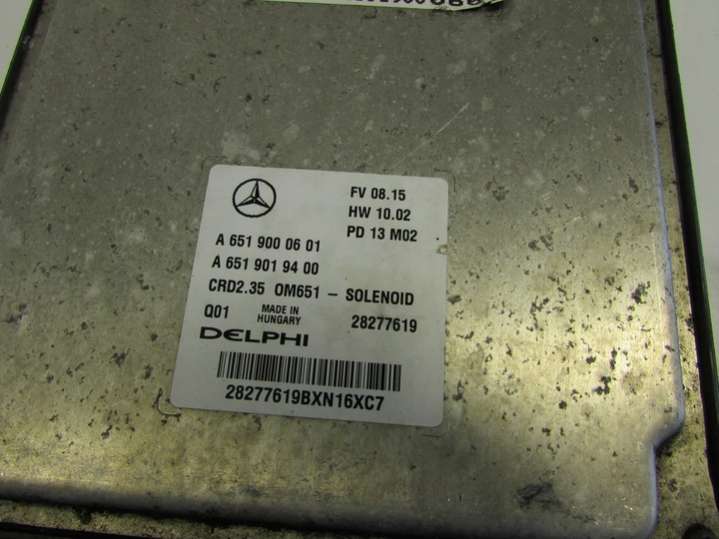 FV 08.15
HW 10.02
PD 13 M02
A 651 900 06 01
A 651 901 94 00
CRD2.35 OM651 – SOLENOID
Q01 MADE IN HUNGARY 28277619
DELPHI
28277619BXN16XC7